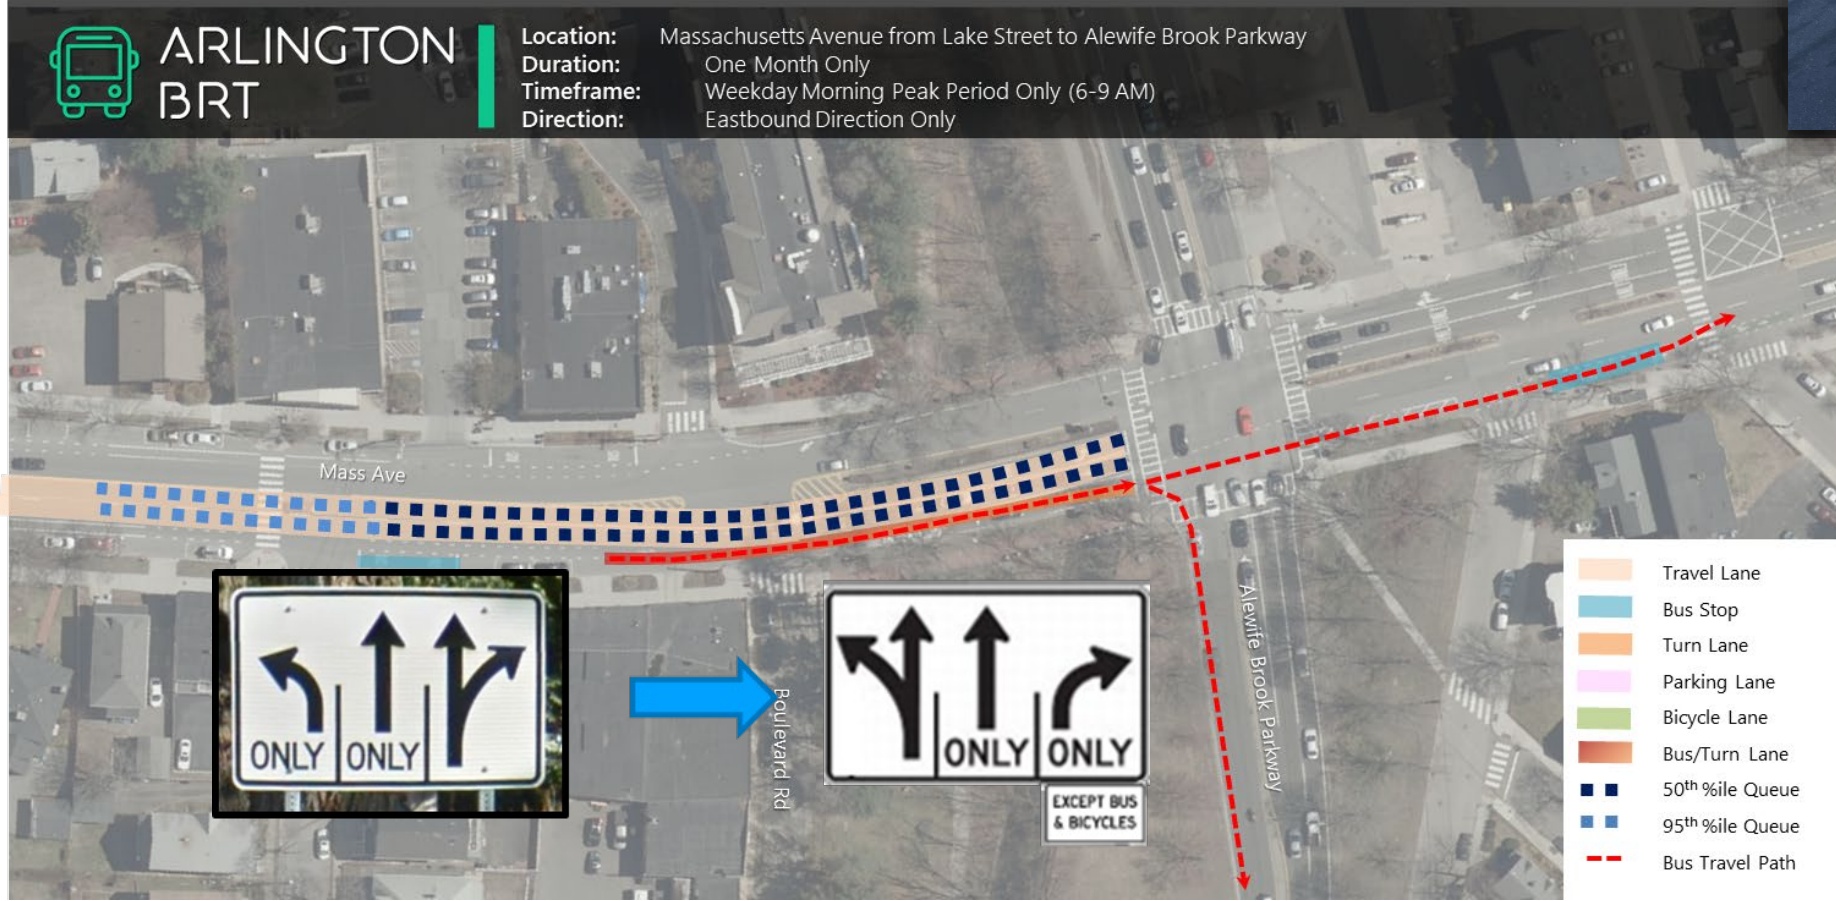 ARLINGTON
BRT
Location: Massachusetts Avenue from Lake Street to Alewife Brook Parkway
Duration: One Month Only
Timeframe: Weekday Morning Peak Period Only (6-9 AM)
Direction: Eastbound Direction Only
Mass Ave
ONLY ONLY
Boulevard Rd
ONLY ONLY
EXCEPT BUS
& BICYCLES
Alewife Brook Parkway
Travel Lane
Bus Stop
Turn Lane
Parking Lane
Bicycle Lane
Bus/Turn Lane
50th %ile Queue
95th %ile Queue
Bus Travel Path